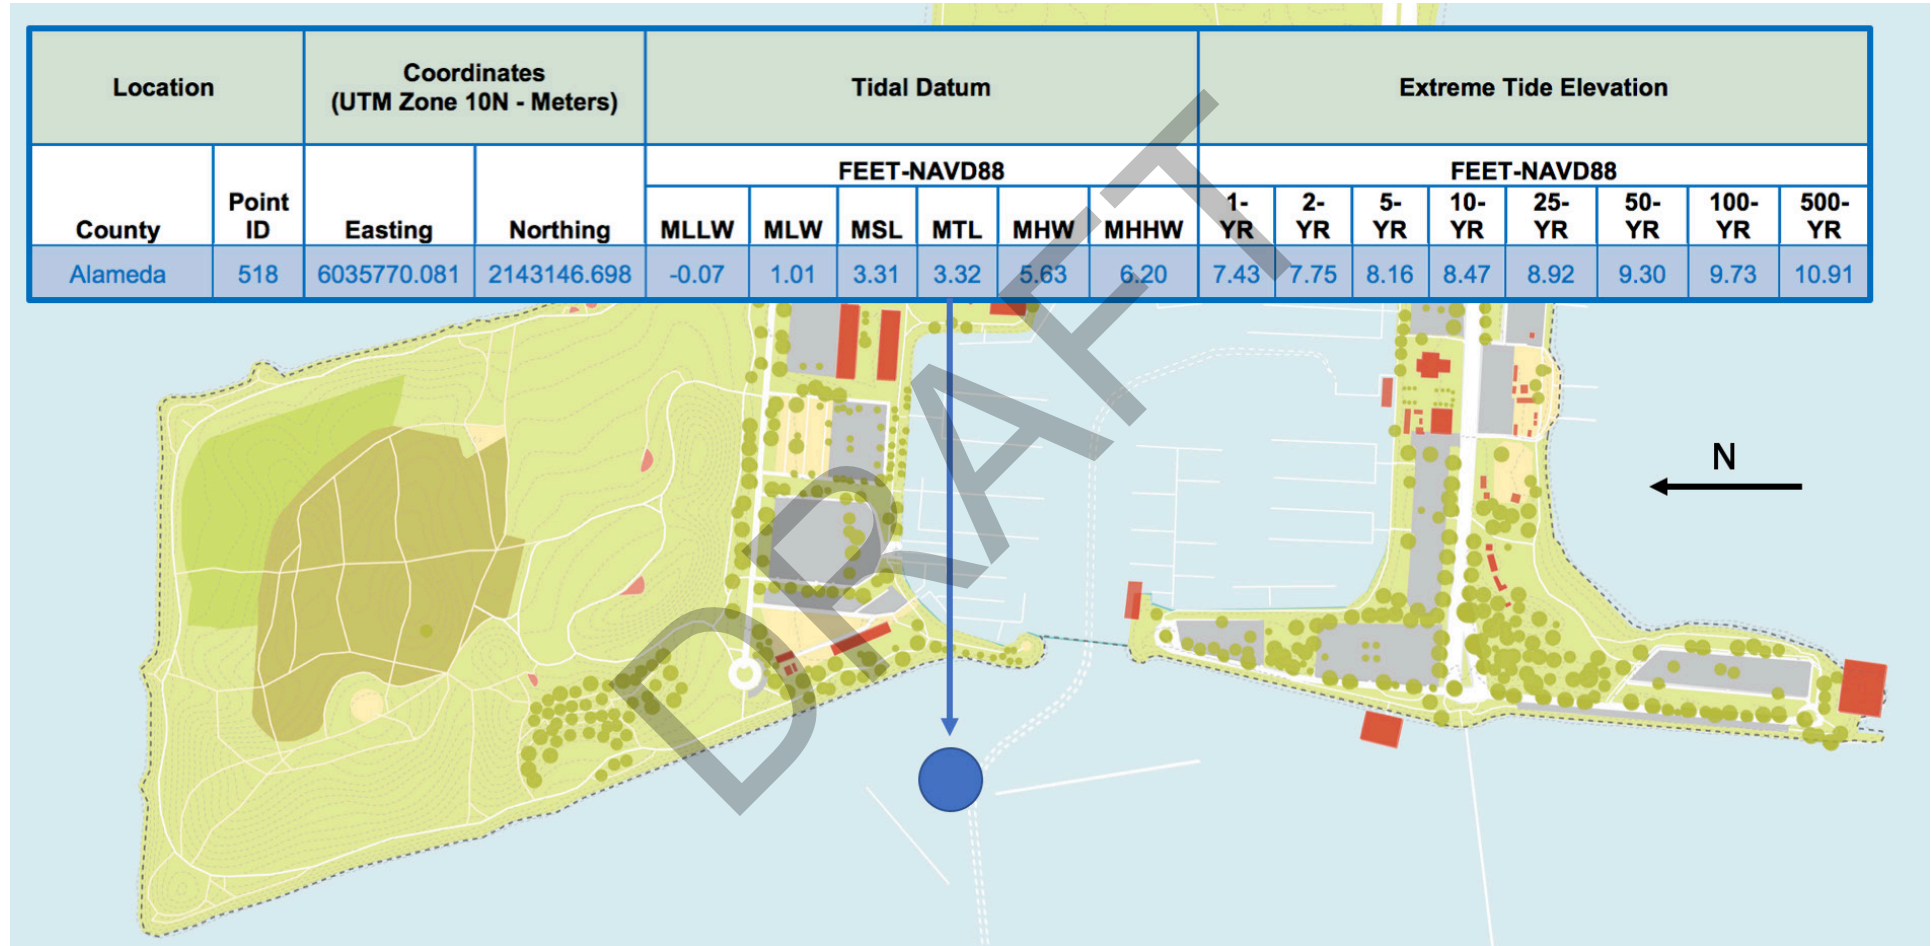 Location Coordinates (UTM Zone 10N - Meters) Tidal Datum Extreme Tide Elevation
FEET-NAVD88 FEET-NAVD88
County Point ID Easting Northing MLLW MLW MSL MTL MHW MHHW 1-YR 2-YR 5-YR 10-YR 25-YR 50-YR 100-YR 500-YR
Alameda 518 6035770.081 2143146.698 -0.07 1.01 3.31 3.32 5.63 6.20 7.43 7.75 8.16 8.47 8.92 9.30 9.73 10.91
N
DRAFT